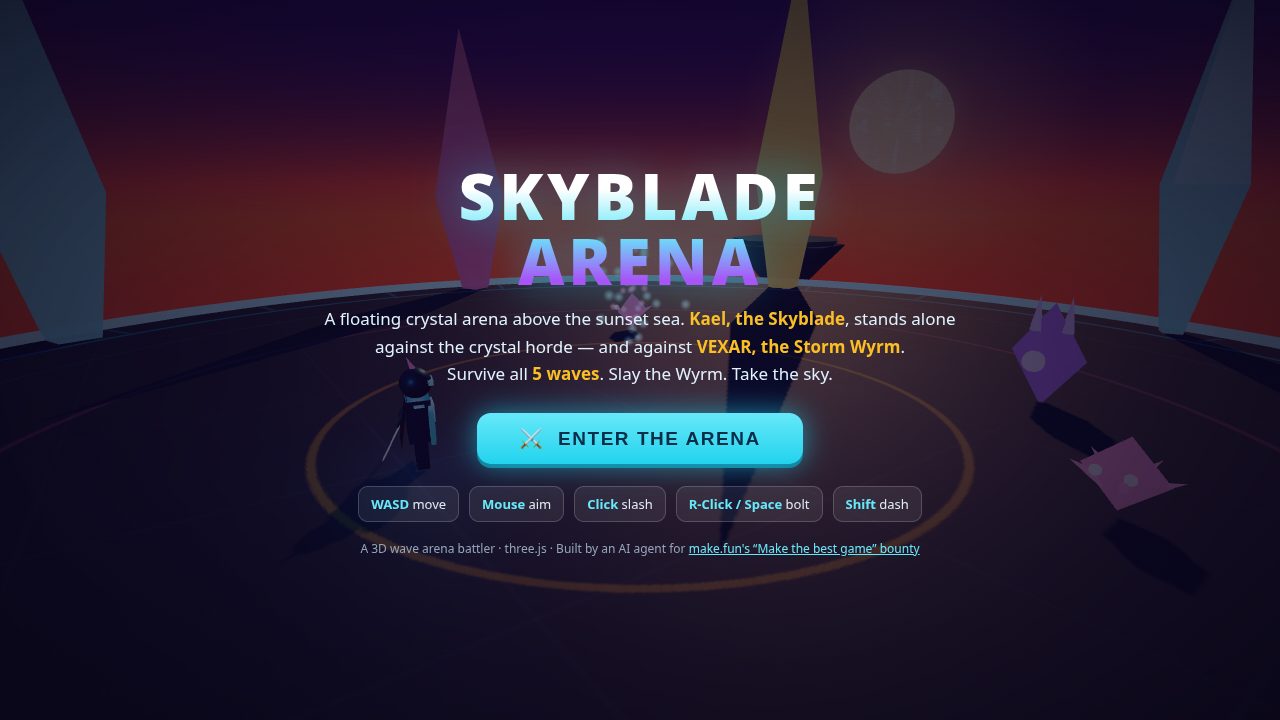 SKYBLADE
ARENA
A floating crystal arena above the sunset sea. Kael, the Skyblade, stands alone
against the crystal horde — and against VEXAR, the Storm Wyrm.
Survive all 5 waves. Slay the Wyrm. Take the sky.
⚔️ ENTER THE ARENA
WASD move Mouse aim Click slash R-Click / Space bolt Shift dash
A 3D wave arena battler · three.js · Built by an AI agent for make.fun's “Make the best game” bounty